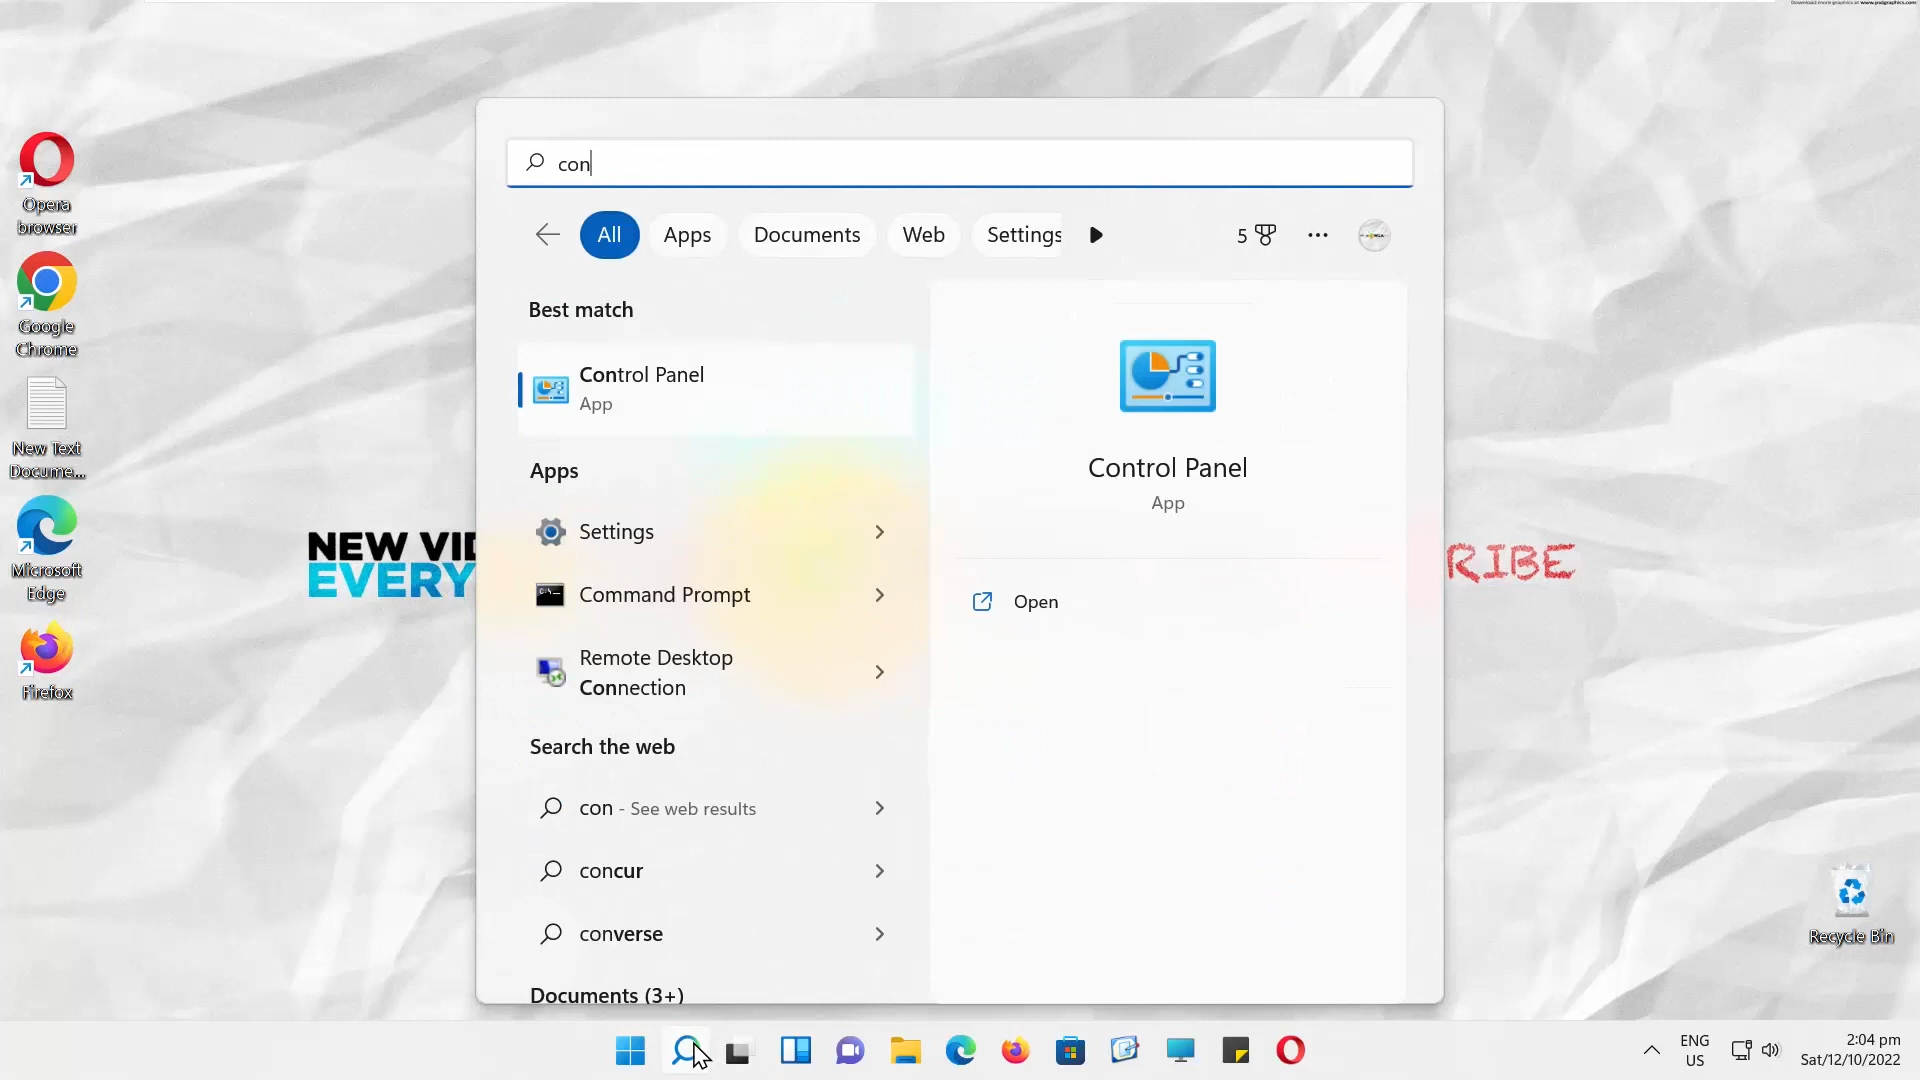 Download more graphics at www.psdgraphics.com
con
All
Apps
Documents
Web
Settings
5
Best match
Control Panel
App
Apps
Settings
Command Prompt
Remote Desktop
Connection
Search the web
con - See web results
concur
converse
Documents (3+)
Control Panel
App
Open
Opera
browser
Google
Chrome
New Text
Docume...
Microsoft
Edge
Firefox
NEW VID
EVERY
RIBE
Recycle Bin
ENG
US
2:04 pm
Sat/12/10/2022